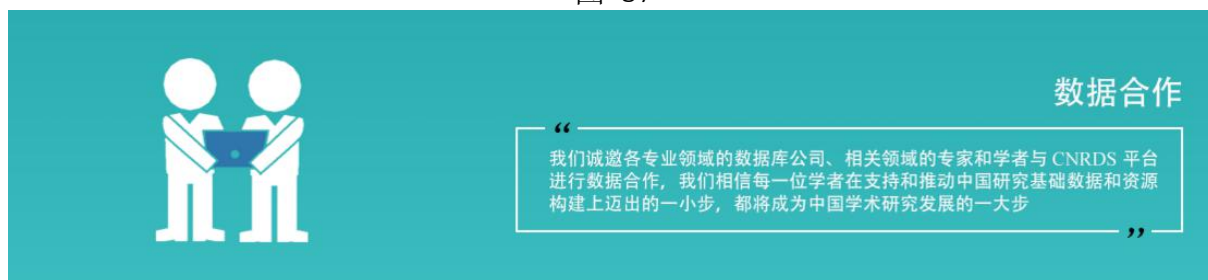 数据合作
“
我们诚邀各专业领域的数据库公司、相关领域的专家和学者与 CNRDS 平台
进行数据合作，我们相信每一位学者在支持和推动中国研究基础数据和资源
构建上迈出的一小步，都将成为中国学术研究发展的一大步
”